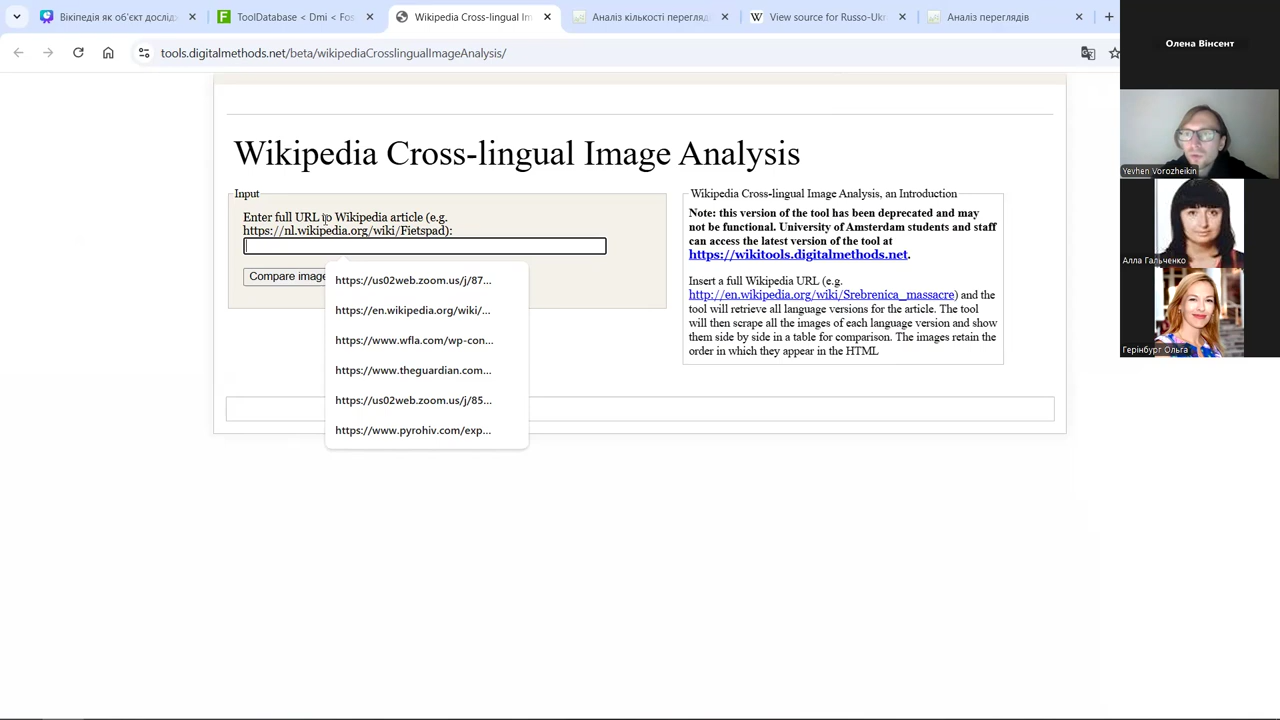 Вікіпедія як об'єкт дослідж
ToolDatabase < Dmi < Fos
Wikipedia Cross-lingual Im
Аналіз кількості перегляд
View source for Russo-Uk
Аналіз переглядів
tools.digitalmethods.net/beta/wikipediaCrosslingualImageAnalysis/
Wikipedia Cross-lingual Image Analysis
Input
Enter full URL to Wikipedia article (e.g.
https://nl.wikipedia.org/wiki/Fietspad):
Compare image
https://us02web.zoom.us/j/87...
https://en.wikipedia.org/wiki/...
https://www.wfla.com/wp-con...
https://www.theguardian.com...
https://us02web.zoom.us/j/85...
https://www.pyrohiv.com/exp...
Wikipedia Cross-lingual Image Analysis, an Introduction
Note: this version of the tool has been deprecated and may
not be functional. University of Amsterdam students and staff
can access the latest version of the tool at
https://wikitools.digitalmethods.net.
Insert a full Wikipedia URL (e.g.
http://en.wikipedia.org/wiki/Srebrenica_massacre) and the
tool will retrieve all language versions for the article. The tool
will then scrape all the images of each language version and show
them side by side in a table for comparison. The images retain the
order in which they appear in the HTML
Олена Вінсент
Yevhen Vorozheikin
Алла Гальченко
Герінбург Ольга